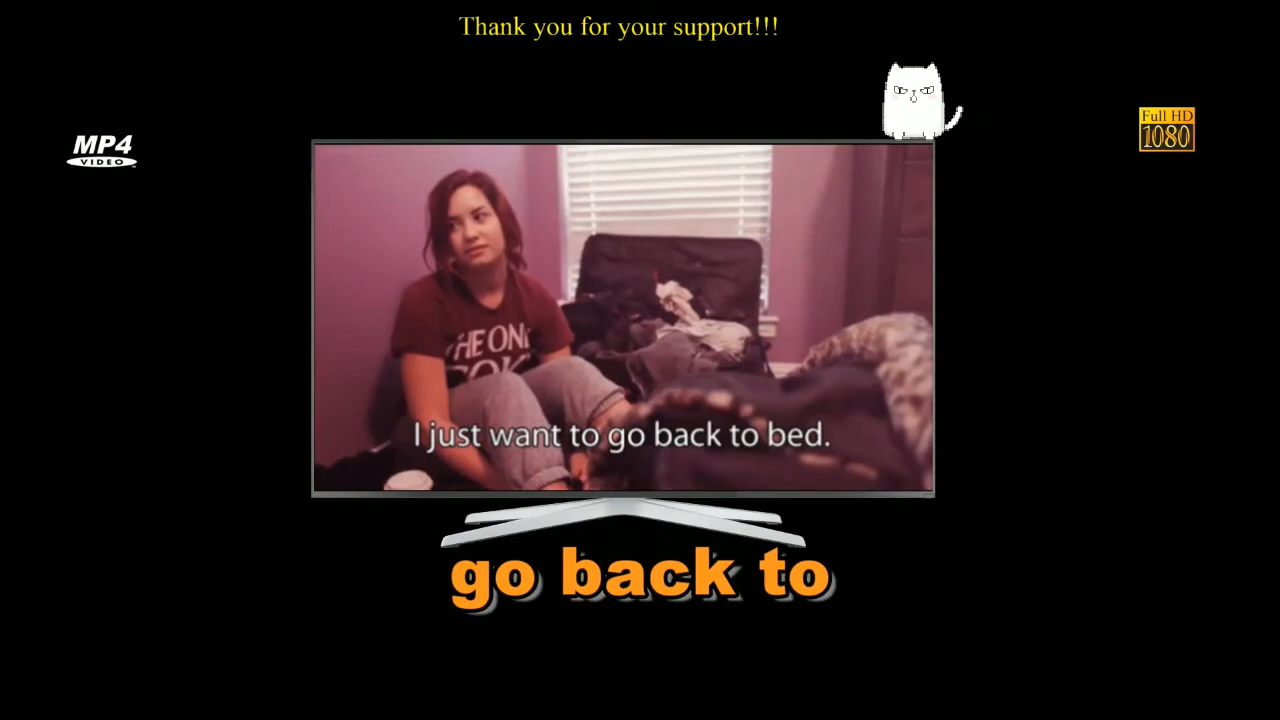 Thank you for your support!!!
MP4
VIDEO
Full HD
1080
THE ONE
I just want to go back to bed.
go back to